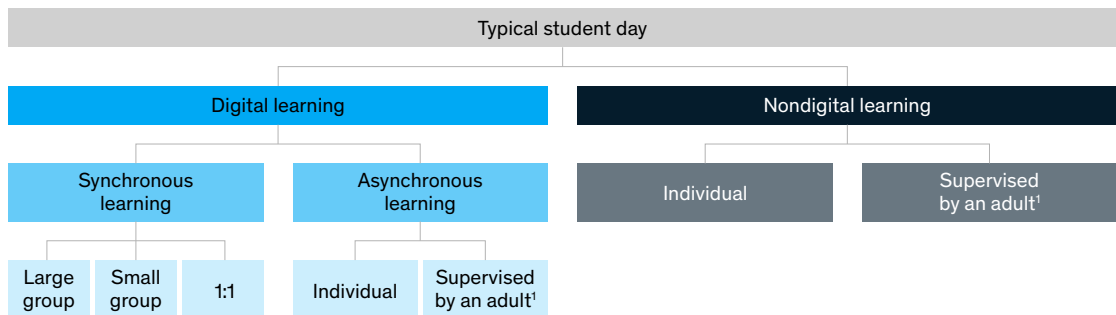 Typical student day
Digital learning
Nondigital learning
Synchronous
learning
Asynchronous
learning
Individual
Supervised
by an adult¹
Large
group
Small
group
1:1
Individual
Supervised
by an adult¹